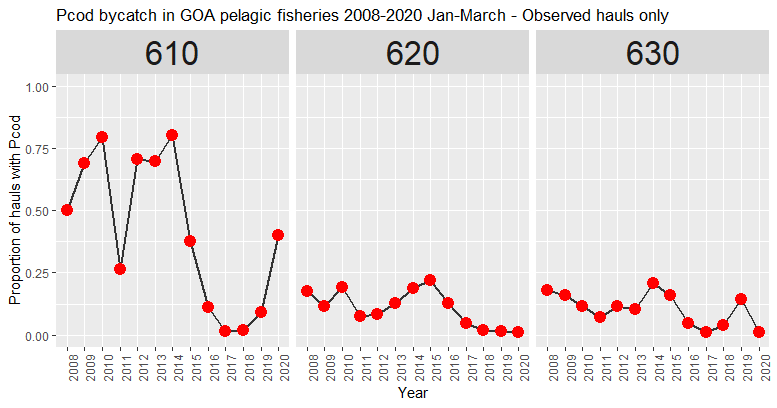 Pcod bycatch in GOA pelagic fisheries 2008-2020 Jan-March - Observed hauls only
610 620 630
Proportion of hauls with Pcod
1.00
0.75
0.50
0.25
0.00
2008 2009 2010 2011 2012 2013 2014 2015 2016 2017 2018 2019 2020 2008 2009 2010 2011 2012 2013 2014 2015 2016 2017 2018 2019 2020 2008 2009 2010 2011 2012 2013 2014 2015 2016 2017 2018 2019 2020
Year